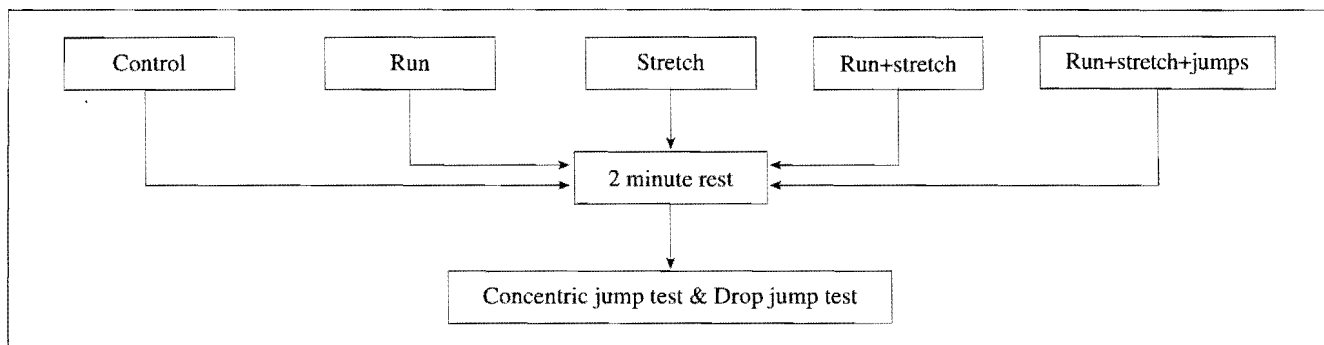 Control
Run
Stretch
Run+stretch
Run+stretch+jumps
2 minute rest
Concentric jump test & Drop jump test